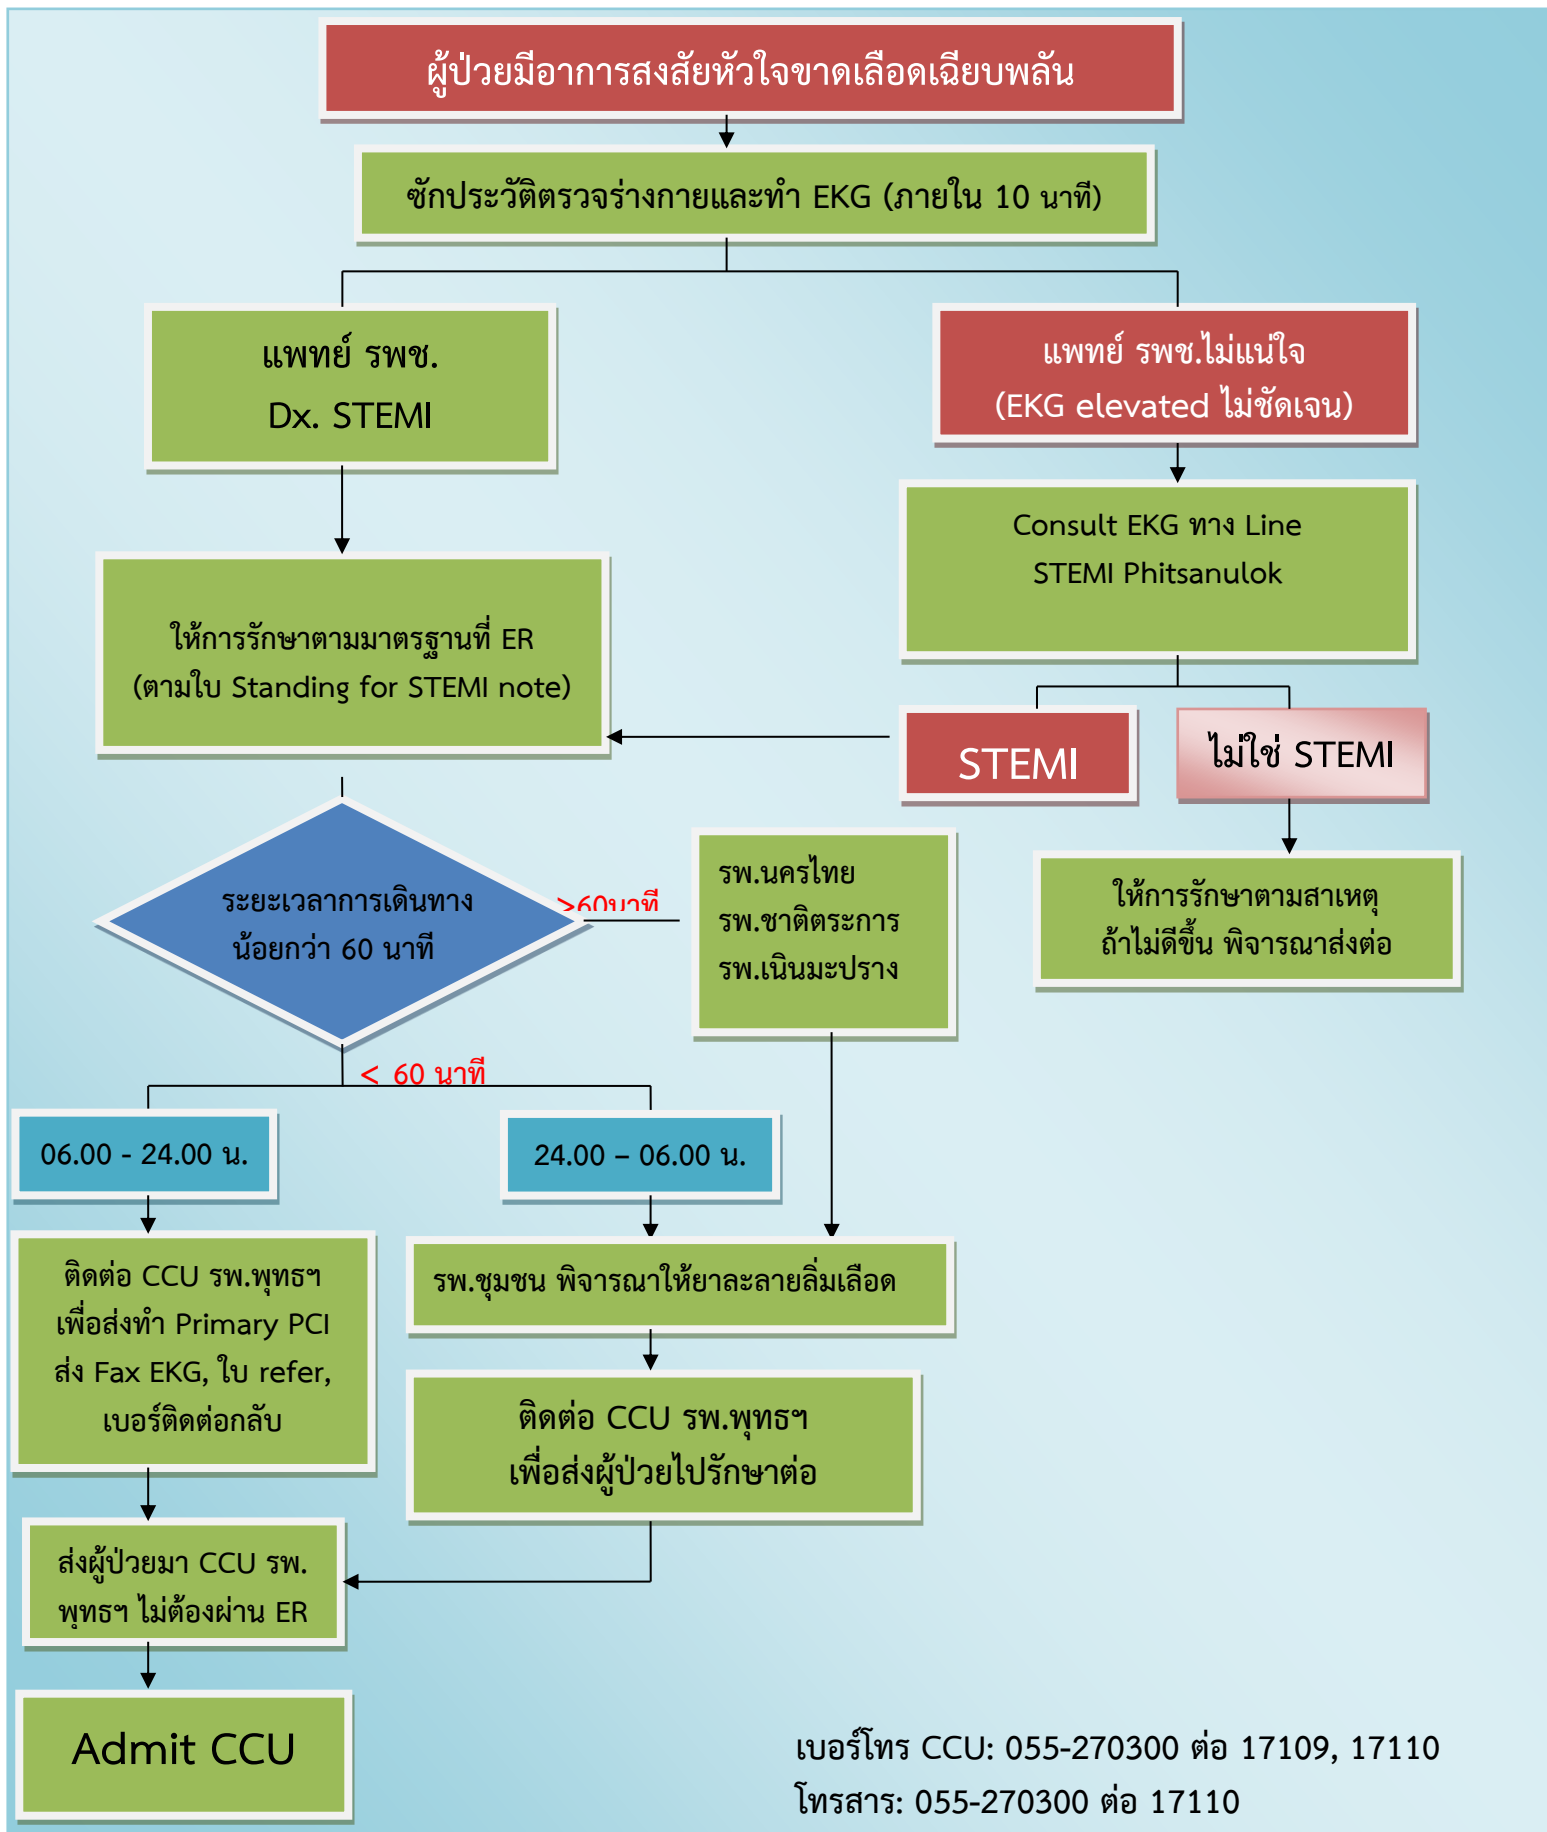 ผู้ป่วยมีอาการสงสัยหัวใจขาดเลือดเฉียบพลัน
ซักประวัติตรวจร่างกายและทำ EKG (ภายใน 10 นาที)
แพทย์ รพช.
Dx. STEMI
แพทย์ รพช.ไม่แน่ใจ
(EKG elevated ไม่ชัดเจน)
Consult EKG ทาง Line
STEMI Phitsanulok
ให้การรักษาตามมาตรฐานที่ ER
(ตามใบ Standing for STEMI note)
STEMI
ไม่ใช่ STEMI
ระยะเวลาการเดินทาง
น้อยกว่า 60 นาที
>60นาที
รพ.นครไทย
รพ.ชาติตระการ
รพ.เนินมะปราง
ให้การรักษาตามสาเหตุ
ถ้าไม่ดีขึ้น พิจารณาส่งต่อ
< 60 นาที
06.00 - 24.00 น.
24.00 – 06.00 น.
ติดต่อ CCU รพ.พุทธฯ
เพื่อส่งทำ Primary PCI
ส่ง Fax EKG, ใบ refer,
เบอร์ติดต่อกลับ
รพ.ชุมชน พิจารณาให้ยาละลายลิ่มเลือด
ติดต่อ CCU รพ.พุทธฯ
เพื่อส่งผู้ป่วยไปรักษาต่อ
ส่งผู้ป่วยมา CCU รพ.
พุทธฯ ไม่ต้องผ่าน ER
Admit CCU
เบอร์โทร CCU: 055-270300 ต่อ 17109, 17110
โทรสาร: 055-270300 ต่อ 17110